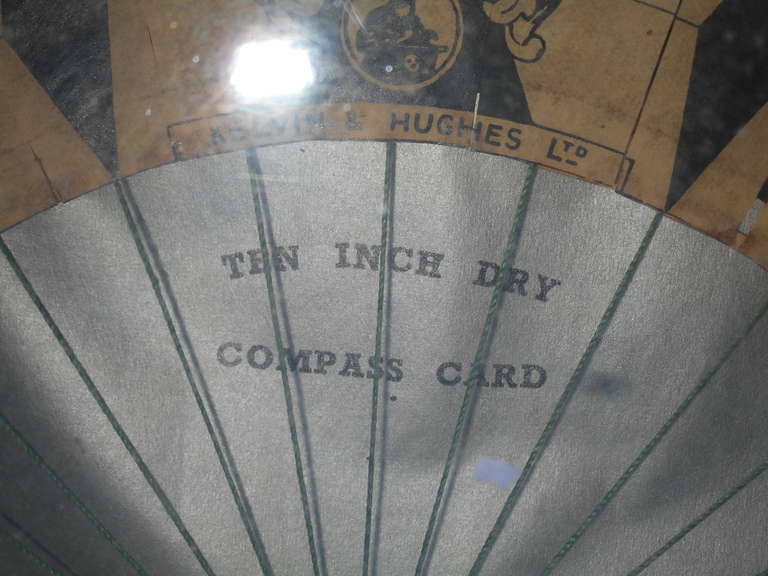 KELVIN & HUGHES LTD
TEN INCH DRY
COMPASS CARD